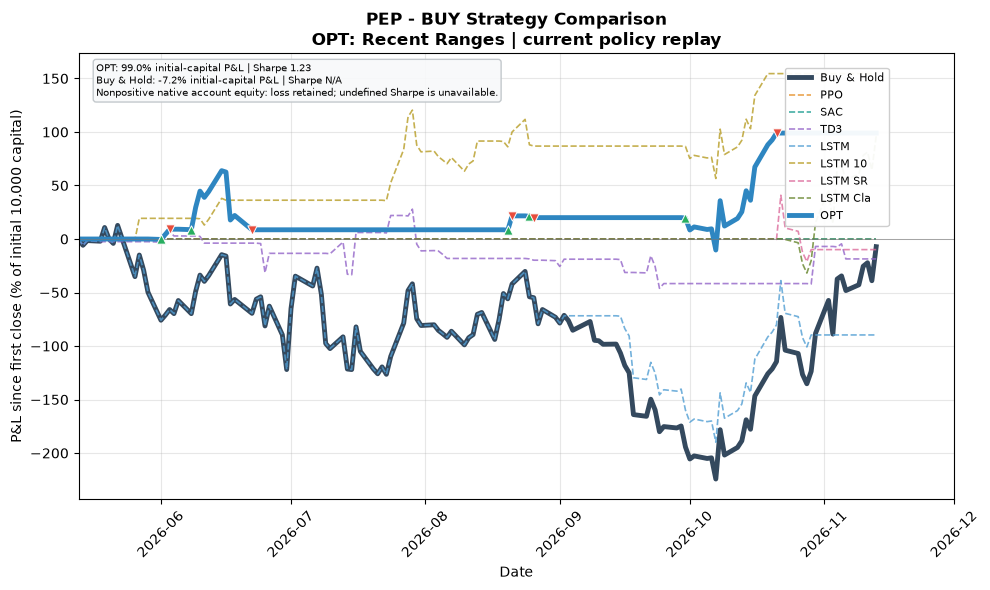 PEP - BUY Strategy Comparison
OPT: Recent Ranges | current policy replay
OPT: 99.0% initial-capital P&L | Sharpe 1.23
Buy & Hold: -7.2% initial-capital P&L | Sharpe N/A
Nonpositive native account equity: loss retained; undefined Sharpe is unavailable.
Buy & Hold
PPO
SAC
TD3
LSTM
LSTM 10
LSTM SR
LSTM Cla
OPT
P&L since first close (% of initial 10,000 capital)
150
100
50
0
−50
−100
−150
−200
2026-06
2026-07
2026-08
2026-09
2026-10
2026-11
2026-12
Date